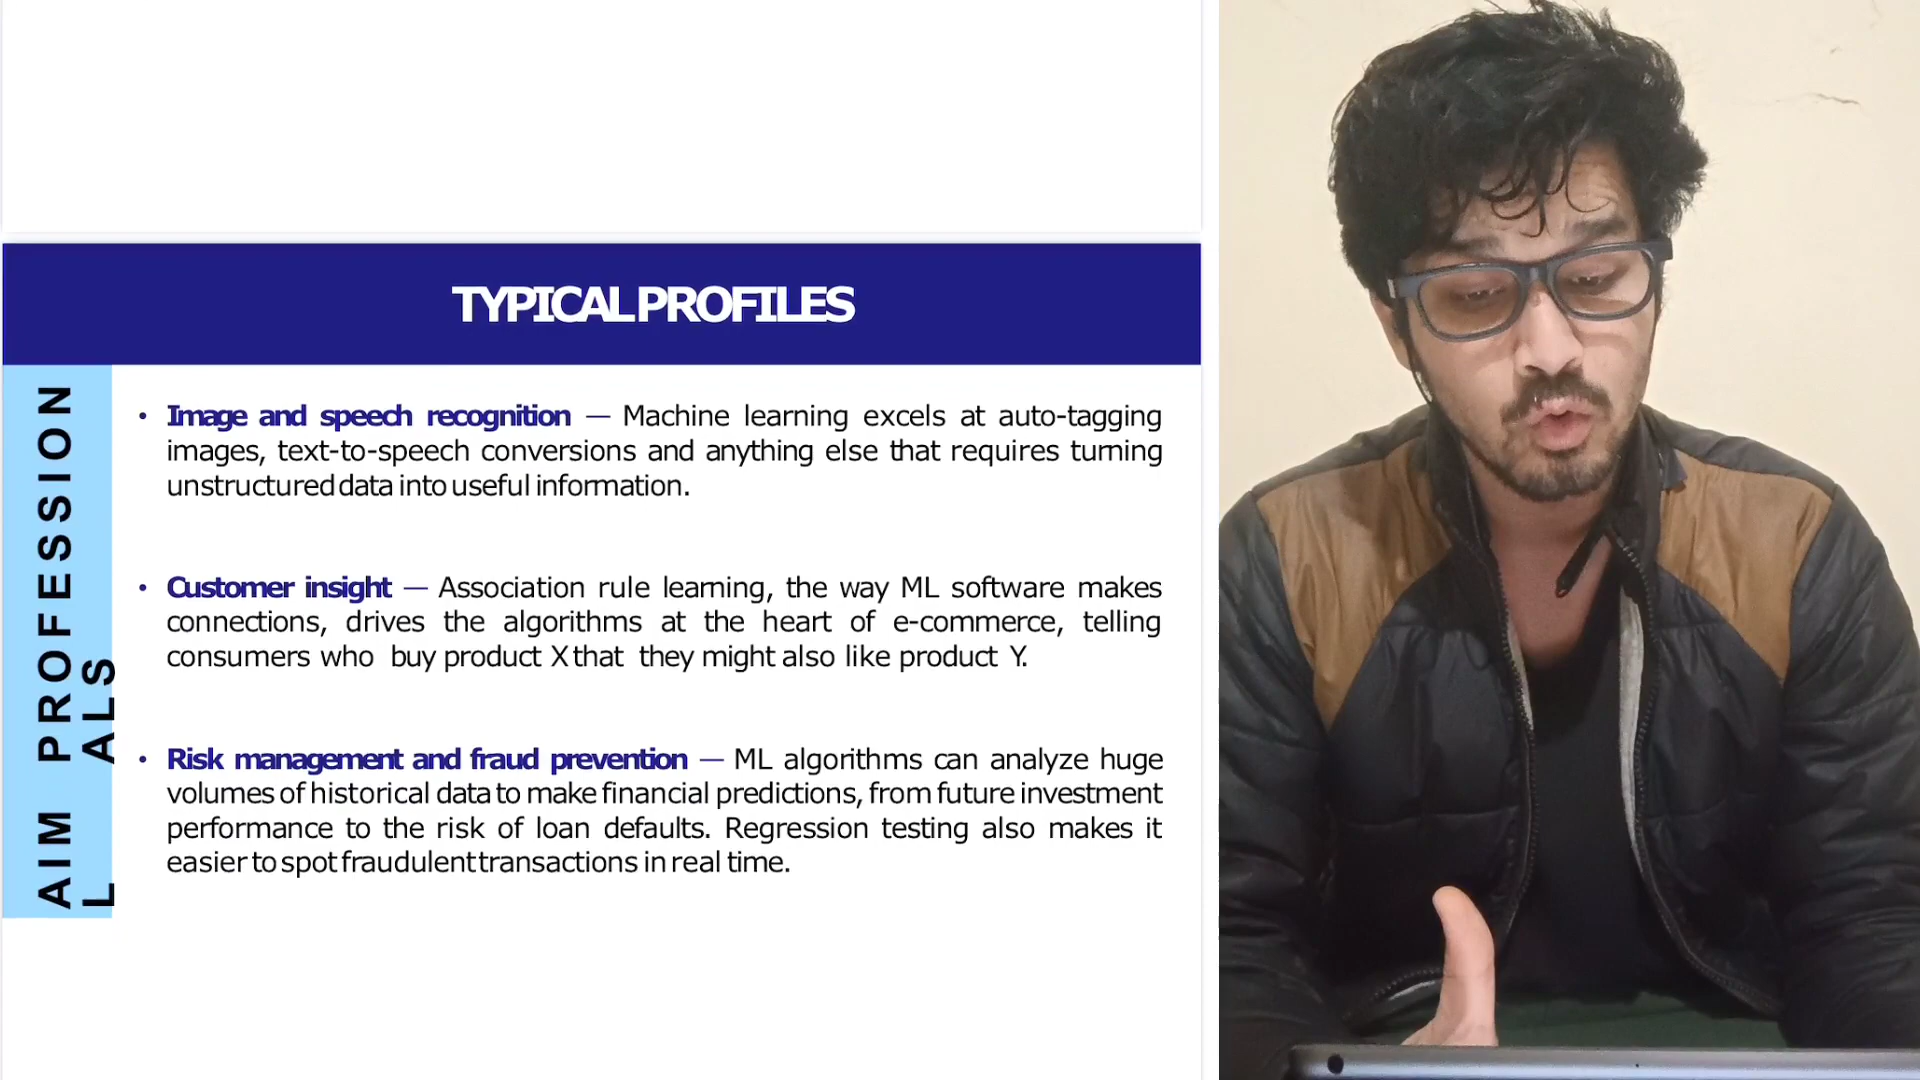 TYPICAL PROFILES
AIM PROFESSION
L ALS
• Image and speech recognition — Machine learning excels at auto-tagging
images, text-to-speech conversions and anything else that requires turning
unstructured data into useful information.
• Customer insight — Association rule learning, the way ML software makes
connections, drives the algorithms at the heart of e-commerce, telling
consumers who buy product X that they might also like product Y.
• Risk management and fraud prevention — ML algorithms can analyze huge
volumes of historical data to make financial predictions, from future investment
performance to the risk of loan defaults. Regression testing also makes it
easier to spot fraudulent transactions in real time.